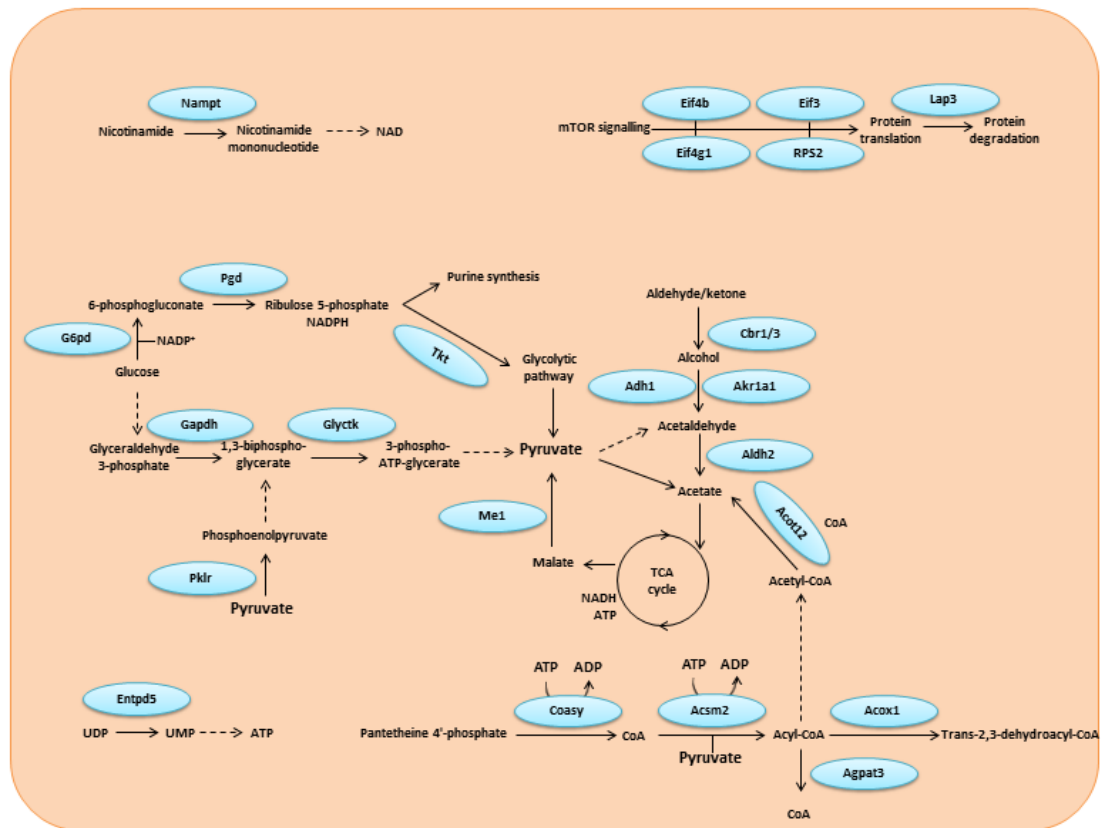 Nampt
Nicotinamide
Nicotinamide
mononucleotide
NAD
Eif4b
Eif3
Lap3
mTOR signalling
Protein
translation
Protein
degradation
Eif4g1
RPS2
Pgd
6-phosphogluconate
Ribulose 5-phosphate
NADPH
Purine synthesis
G6pd
NADP+
Glucose
Tkt
Glycolytic
pathway
Aldehyde/ketone
Cbr1/3
Alcohol
Adh1
Akr1a1
Acetaldehyde
Gapdh
Glyctk
Glyceraldehyde
3-phosphate
1,3-biphospho-
glycerate
3-phospho-
ATP-glycerate
Pyruvate
Aldh2
Acetate
Acot12
CoA
Me1
Phosphoenolpyruvate
Pklr
Pyruvate
Malate
TCA
cycle
NADH
ATP
Acetyl-CoA
Entpd5
UDP
UMP
ATP
ATP
ADP
ATP
ADP
Coasy
Acsm2
Acox1
Pantetheine 4'-phosphate
CoA
Pyruvate
Acyl-CoA
Trans-2,3-dehydroacyl-CoA
Agpat3
CoA